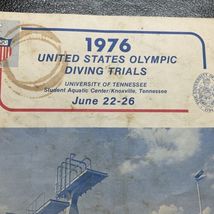 1976
UNITED STATES OLYMPIC
DIVING TRIALS
UNIVERSITY OF TENNESSEE
Student Aquatic Center/Knoxville, Tennessee
June 22-26